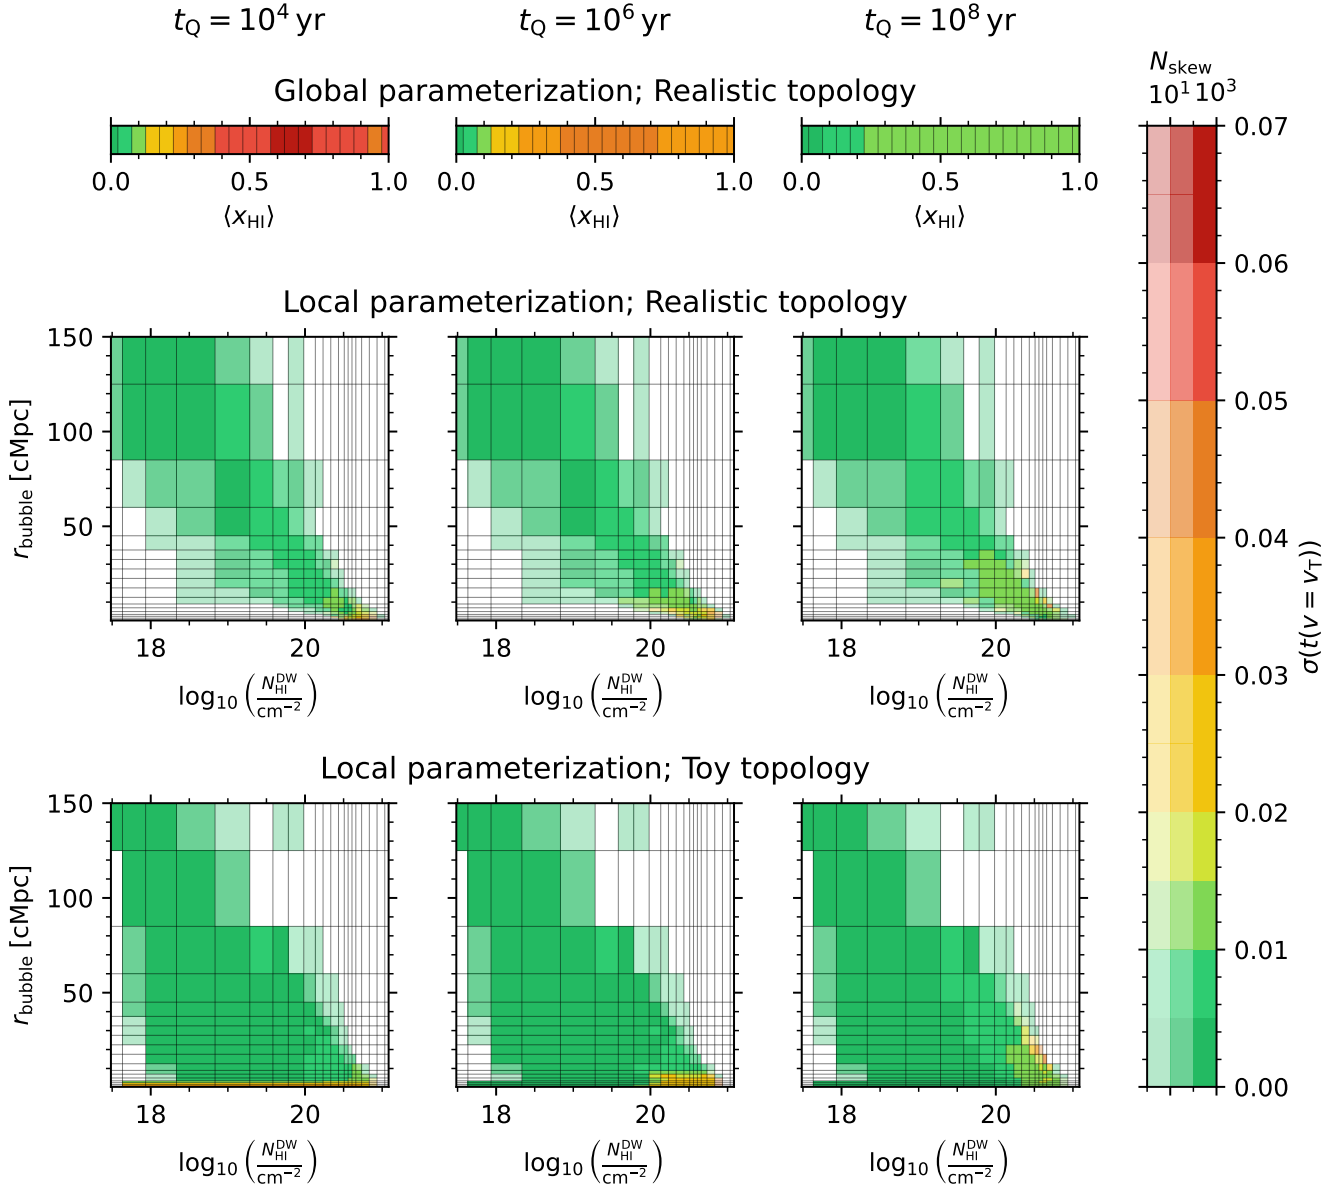 t_Q = 10^4 yr t_Q = 10^6 yr t_Q = 10^8 yr
N_skew
10^1 10^3
Global parameterization; Realistic topology
0.0 0.5 1.0 0.0 0.5 1.0 0.0 0.5 1.0
⟨x_HI⟩ ⟨x_HI⟩ ⟨x_HI⟩
Local parameterization; Realistic topology
150
100
50
r_bubble [cMpc]
18 20 18 20 18 20
log_10 (N_HI^DW / cm^−2) log_10 (N_HI^DW / cm^−2) log_10 (N_HI^DW / cm^−2)
Local parameterization; Toy topology
150
100
50
r_bubble [cMpc]
18 20 18 20 18 20
log_10 (N_HI^DW / cm^−2) log_10 (N_HI^DW / cm^−2) log_10 (N_HI^DW / cm^−2)
0.07
0.06
0.05
0.04
0.03
0.02
0.01
0.00
σ(t(v = v_T))